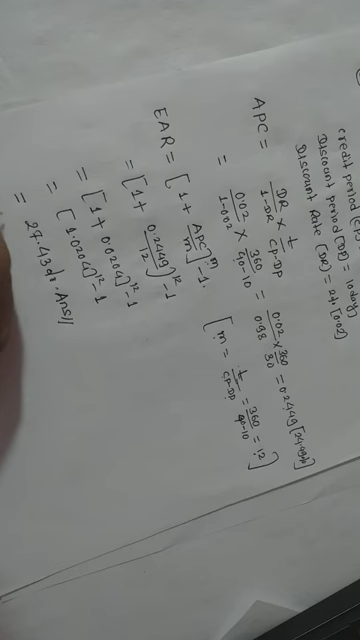 credit period (CP
Discount period (DP) = 10 days
Discount Rate (DR) = 2% [0.02]
APC = DR/1-DR × t/CP-DP
= 0.02/1-0.02 × 360/40-10 = 0.02/0.98 × 360/30 = 0.2449 [24.49%]
EAR = [1 + APC/m]^m - 1. [m = t/CP-DP = 360/40-10 = 12]
= [1 + 0.2449/12]^12 - 1
= [1 + 0.0204]^12 - 1
= [1.0204]^12 - 1
= 27.43%. Ans//